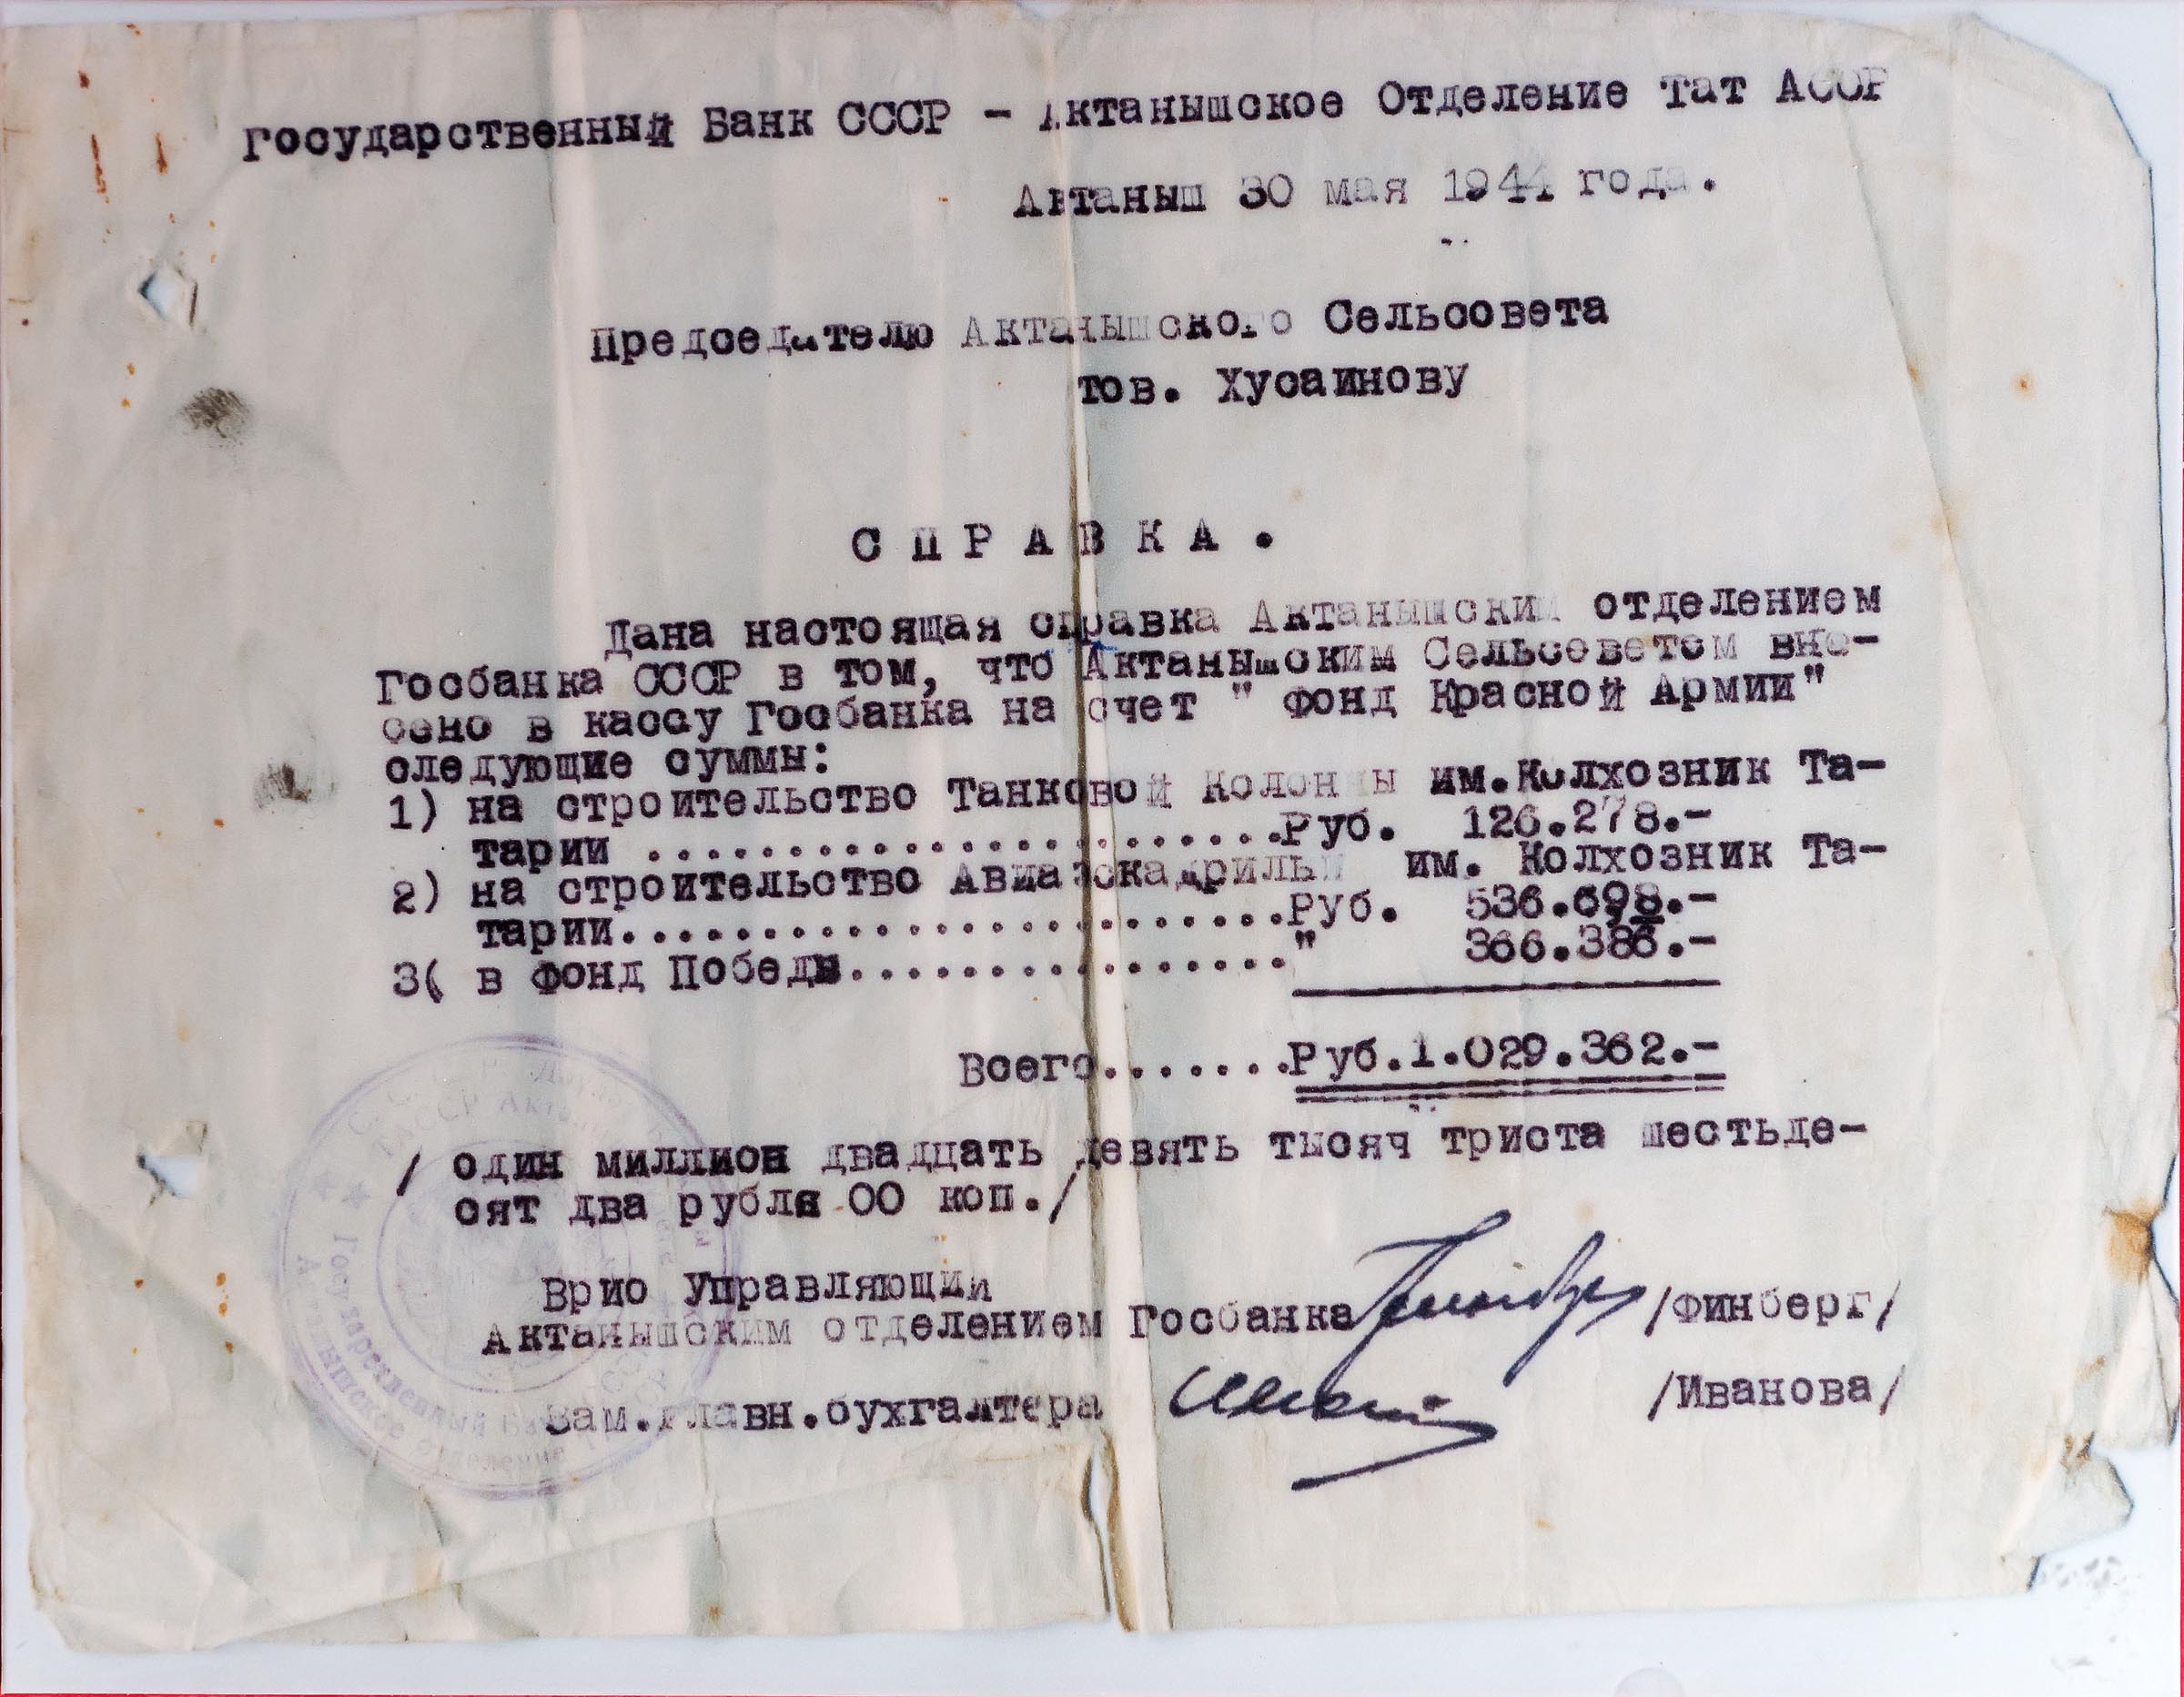 Государственный Банк СССР - Актанышское Отделение Тат АССР
Актаныш 30 мая 1944 года.
Председателю Актанышского Сельсовета
тов. Хусаинову
СПРАВКА.
Дана настоящая справка Актанышским отделением
Госбанка СССР в том, что Актанышским Сельсоветом вне-
сено в кассу Госбанка на счет " Фонд Красной Армии"
следующие суммы:
1) на строительство Танковой Колонны им.Колхозник Та-
тарии .......................Руб. 126.278.-
2) на строительство Авиаэскадрильи им. Колхозник Та-
тарии........................Руб. 536.698.-
3( в Фонд Победы................" 366.386.-
Всего.......Руб.1.029.362.-
/ один миллион двадцать девять тысяч триста шестьде-
сят два рубля 00 коп./
Врио Управляющий
Актанышским отделением Госбанка /Финберг/
Зам.Главн.бухгалтера /Иванова/
Государственный Банк
отделение